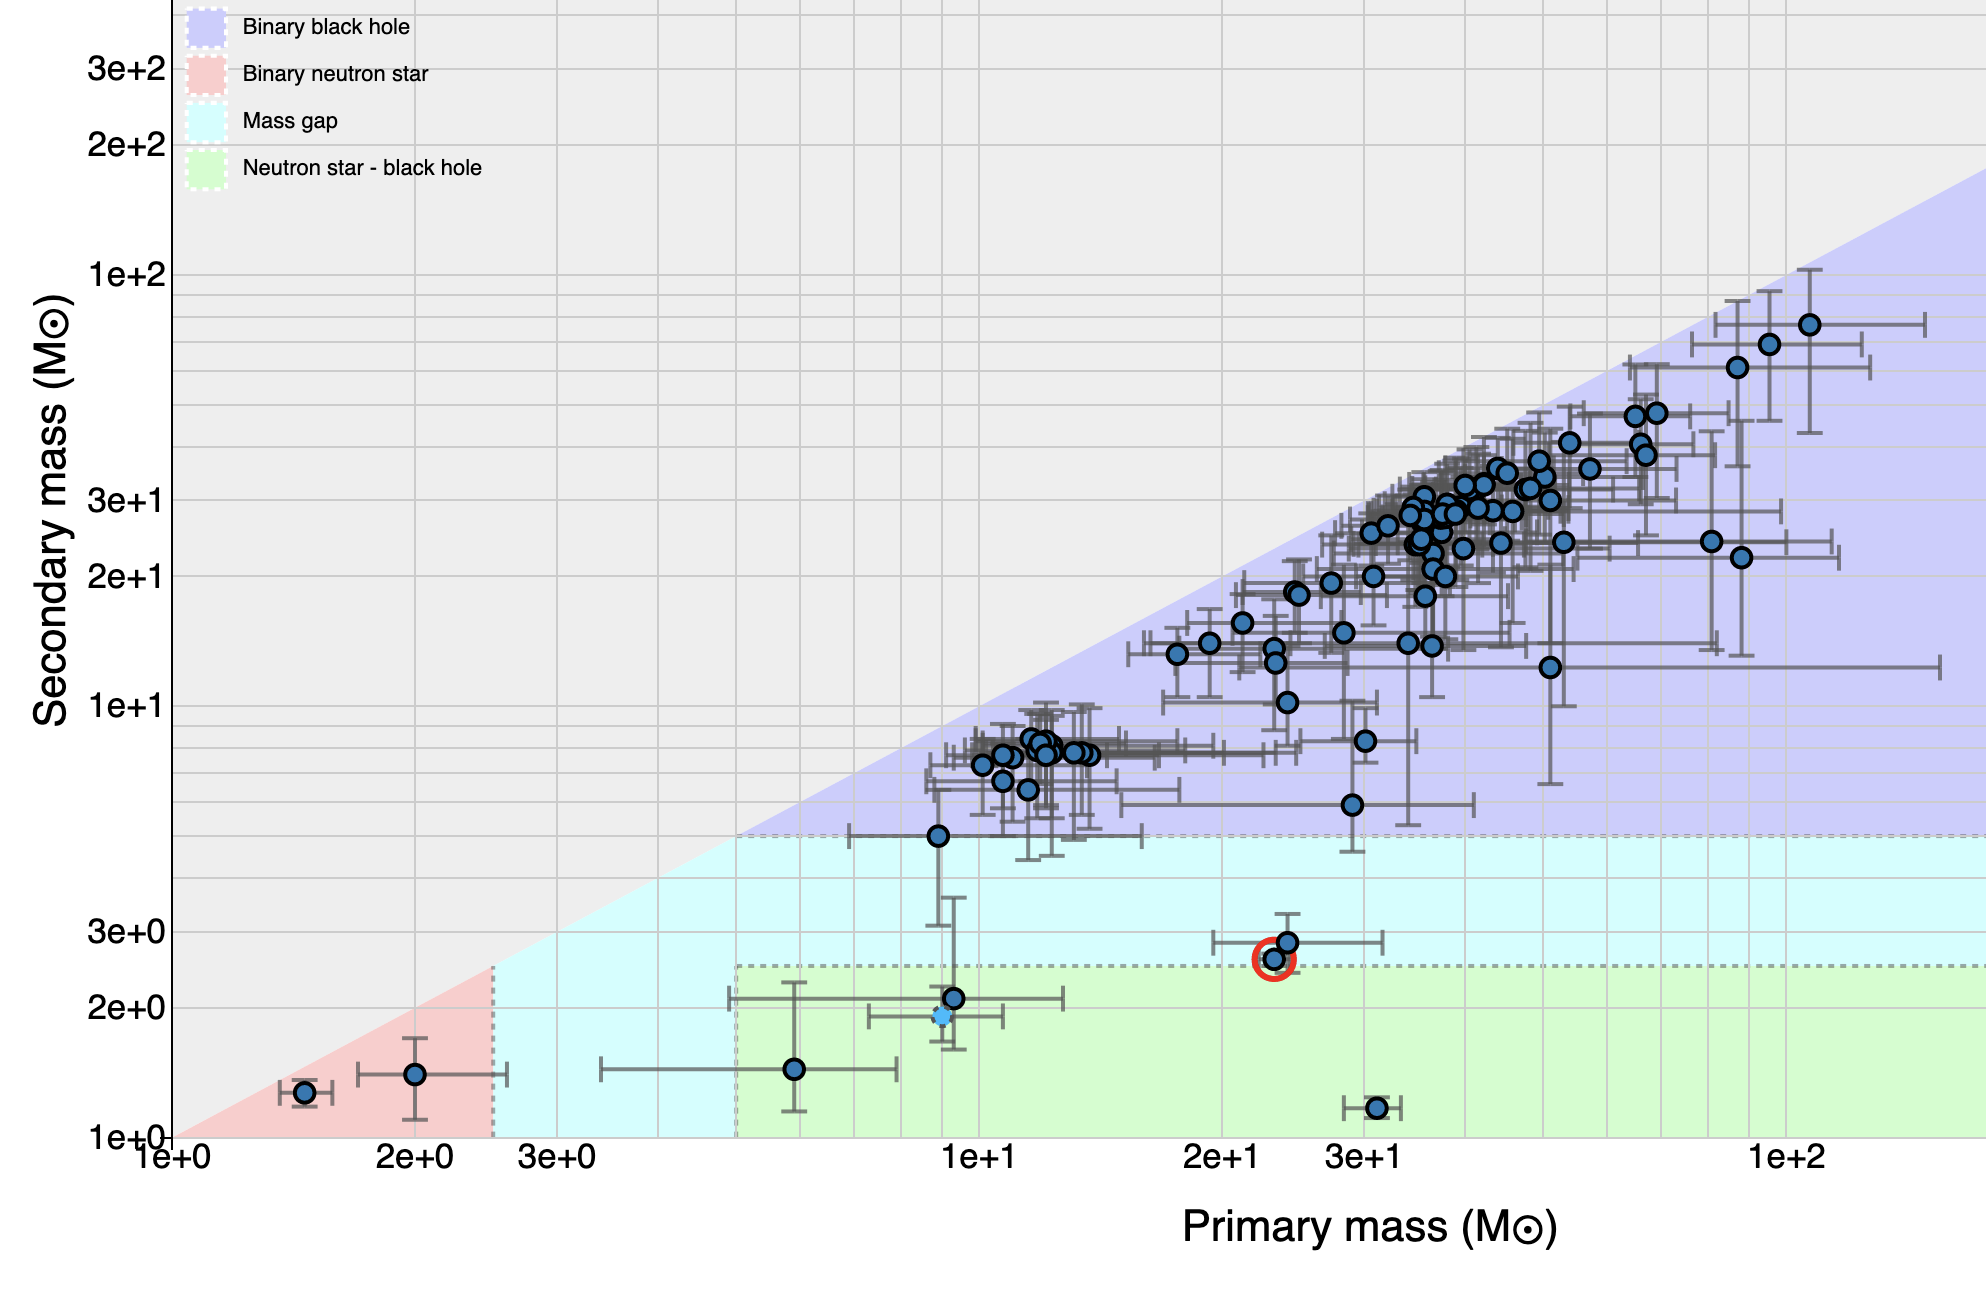 Binary black hole
Binary neutron star
Mass gap
Neutron star - black hole
3e+2
2e+2
1e+2
3e+1
2e+1
1e+1
3e+0
2e+0
1e+0
Secondary mass (M⊙)
1e+0
2e+0
3e+0
1e+1
2e+1
3e+1
1e+2
Primary mass (M⊙)